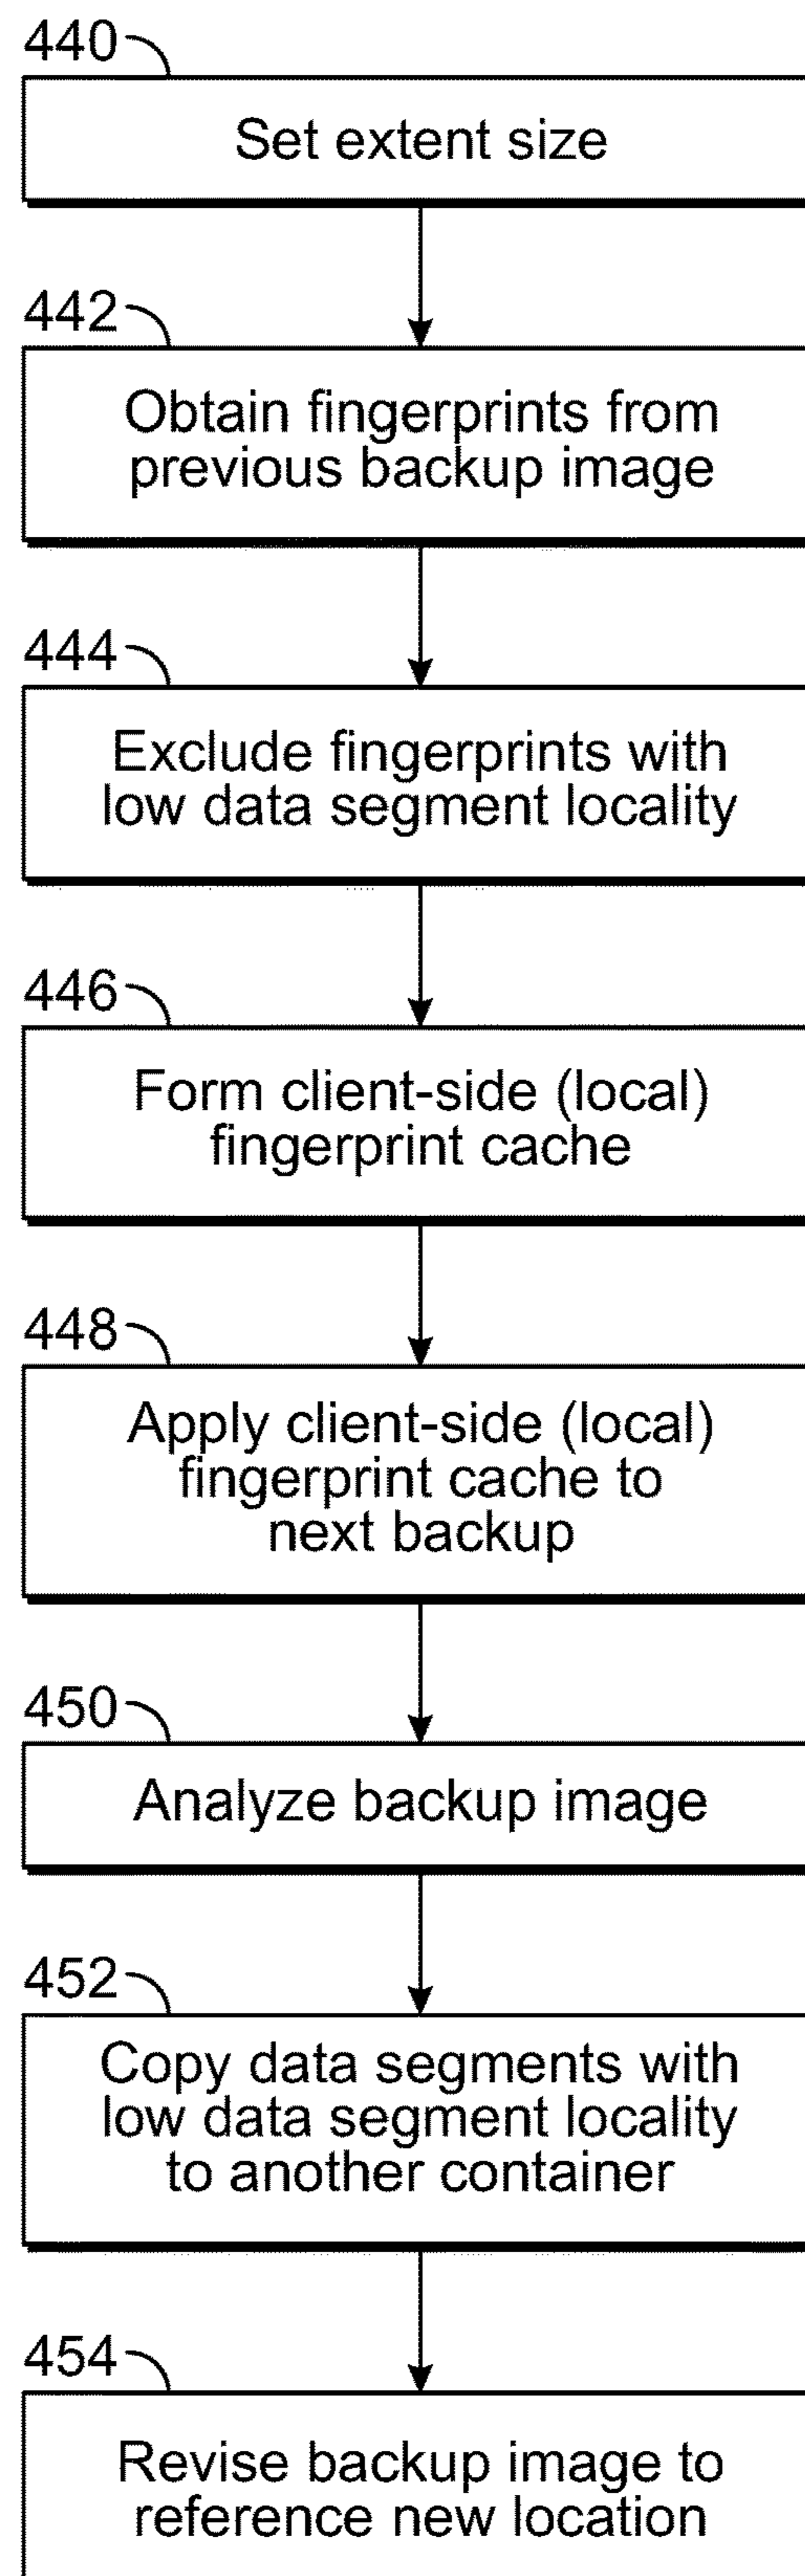 440
Set extent size
442
Obtain fingerprints from
previous backup image
444
Exclude fingerprints with
low data segment locality
446
Form client-side (local)
fingerprint cache
448
Apply client-side (local)
fingerprint cache to
next backup
450
Analyze backup image
452
Copy data segments with
low data segment locality
to another container
454
Revise backup image to
reference new location